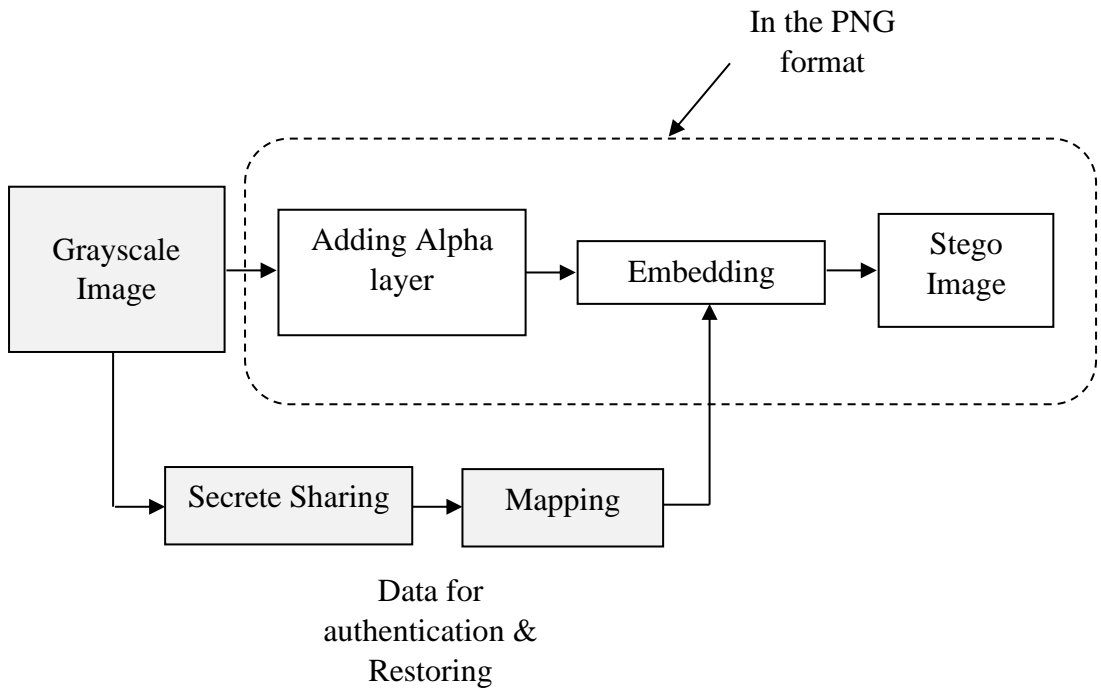 In the PNG
format
Grayscale
Image
Adding Alpha
layer
Embedding
Stego
Image
Secrete Sharing
Mapping
Data for
authentication &
Restoring